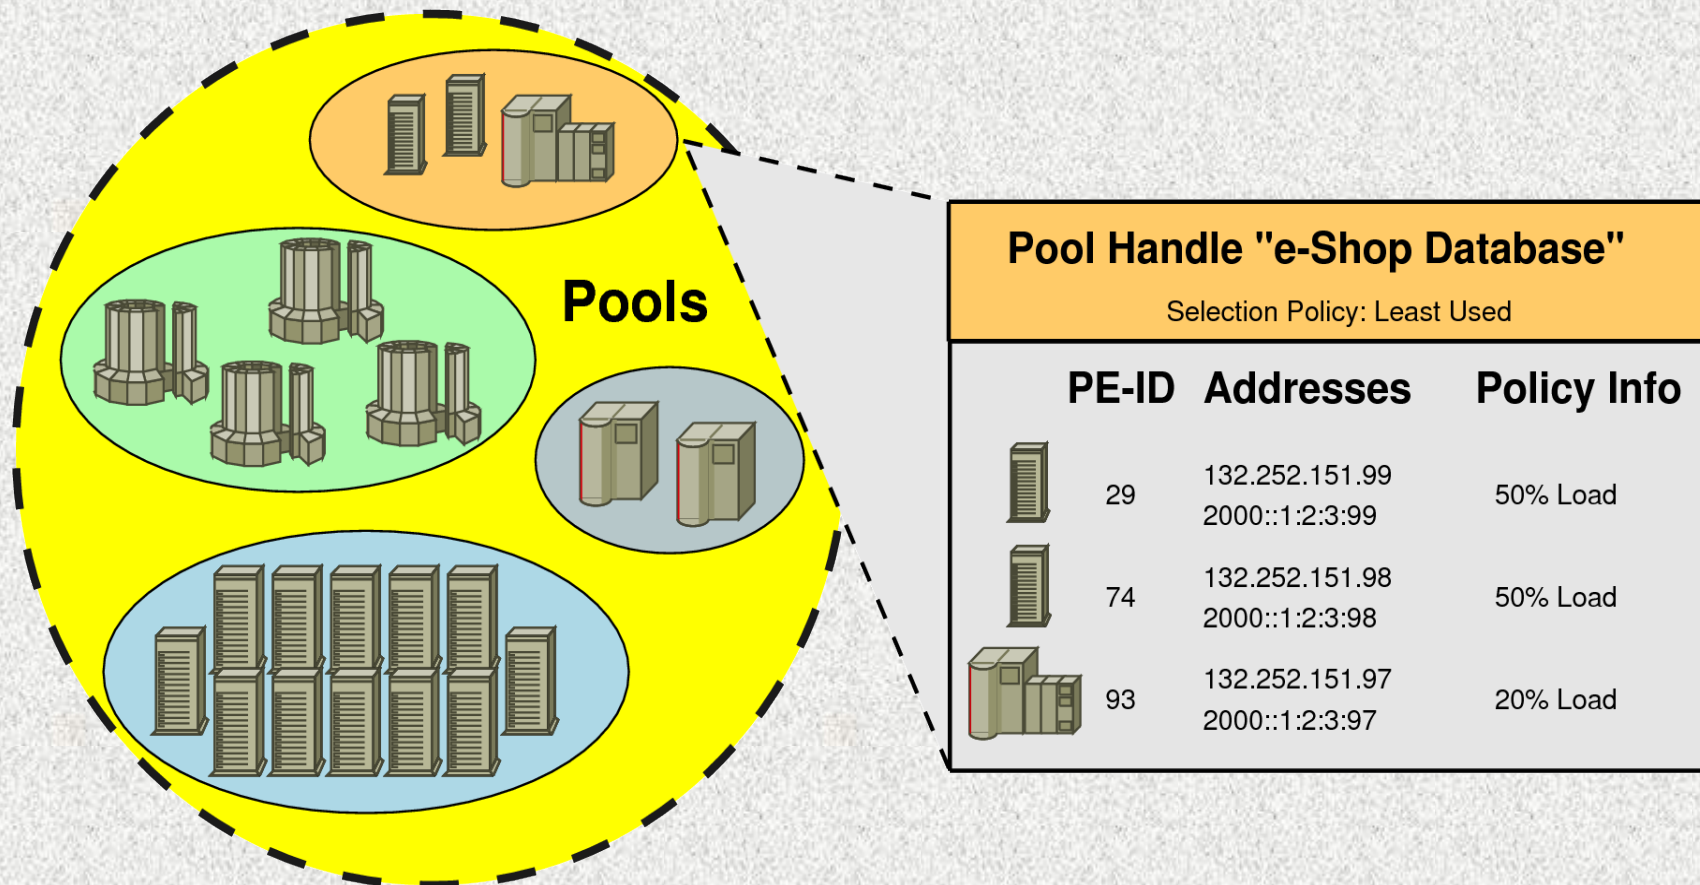 Pools
Pool Handle "e-Shop Database"
Selection Policy: Least Used
PE-ID Addresses Policy Info
29 132.252.151.99 50% Load
2000::1:2:3:99
74 132.252.151.98 50% Load
2000::1:2:3:98
93 132.252.151.97 20% Load
2000::1:2:3:97